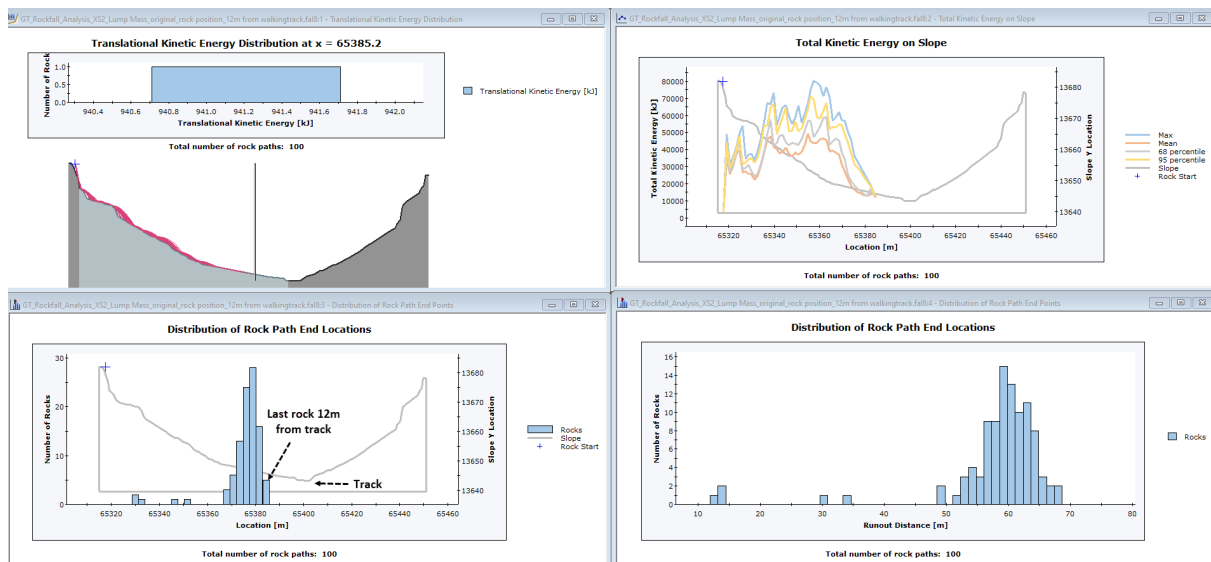 GT_Rockfall_Analysis_XS2_Lump Mass_original_rock position_12m from walkingtrack.fall8:1 - Translational Kinetic Energy Distribution
Translational Kinetic Energy Distribution at x = 65385.2
Number of Rock
1.0
0.5
0.0
940.4 940.6 940.8 941.0 941.2 941.4 941.6 941.8 942.0
Translational Kinetic Energy [kJ]
Translational Kinetic Energy [kJ]
Total number of rock paths: 100
GT_Rockfall_Analysis_XS2_Lump Mass_original_rock position_12m from walkingtrack.fall8:2 - Total Kinetic Energy on Slope
Total Kinetic Energy on Slope
Total Kinetic Energy [kJ]
80000
70000
60000
50000
40000
30000
20000
10000
0
13680
13670
13660
13650
13640
Slope Y Location
65320 65340 65360 65380 65400 65420 65440 65460
Location [m]
Max
Mean
68 percentile
95 percentile
Slope
Rock Start
Total number of rock paths: 100
GT_Rockfall_Analysis_XS2_Lump Mass_original_rock position_12m from walkingtrack.fall8:3 - Distribution of Rock Path End Points
Distribution of Rock Path End Locations
Number of Rocks
30
20
10
0
Last rock 12m
from track
Track
13680
13670
13660
13650
13640
Slope Y Location
65320 65340 65360 65380 65400 65420 65440 65460
Location [m]
Rocks
Slope
Rock Start
Total number of rock paths: 100
GT_Rockfall_Analysis_XS2_Lump Mass_original_rock position_12m from walkingtrack.fall8:4 - Distribution of Rock Path End Points
Distribution of Rock Path End Locations
Number of Rocks
16
14
12
10
8
6
4
2
0
10 20 30 40 50 60 70 80
Runout Distance [m]
Rocks
Total number of rock paths: 100